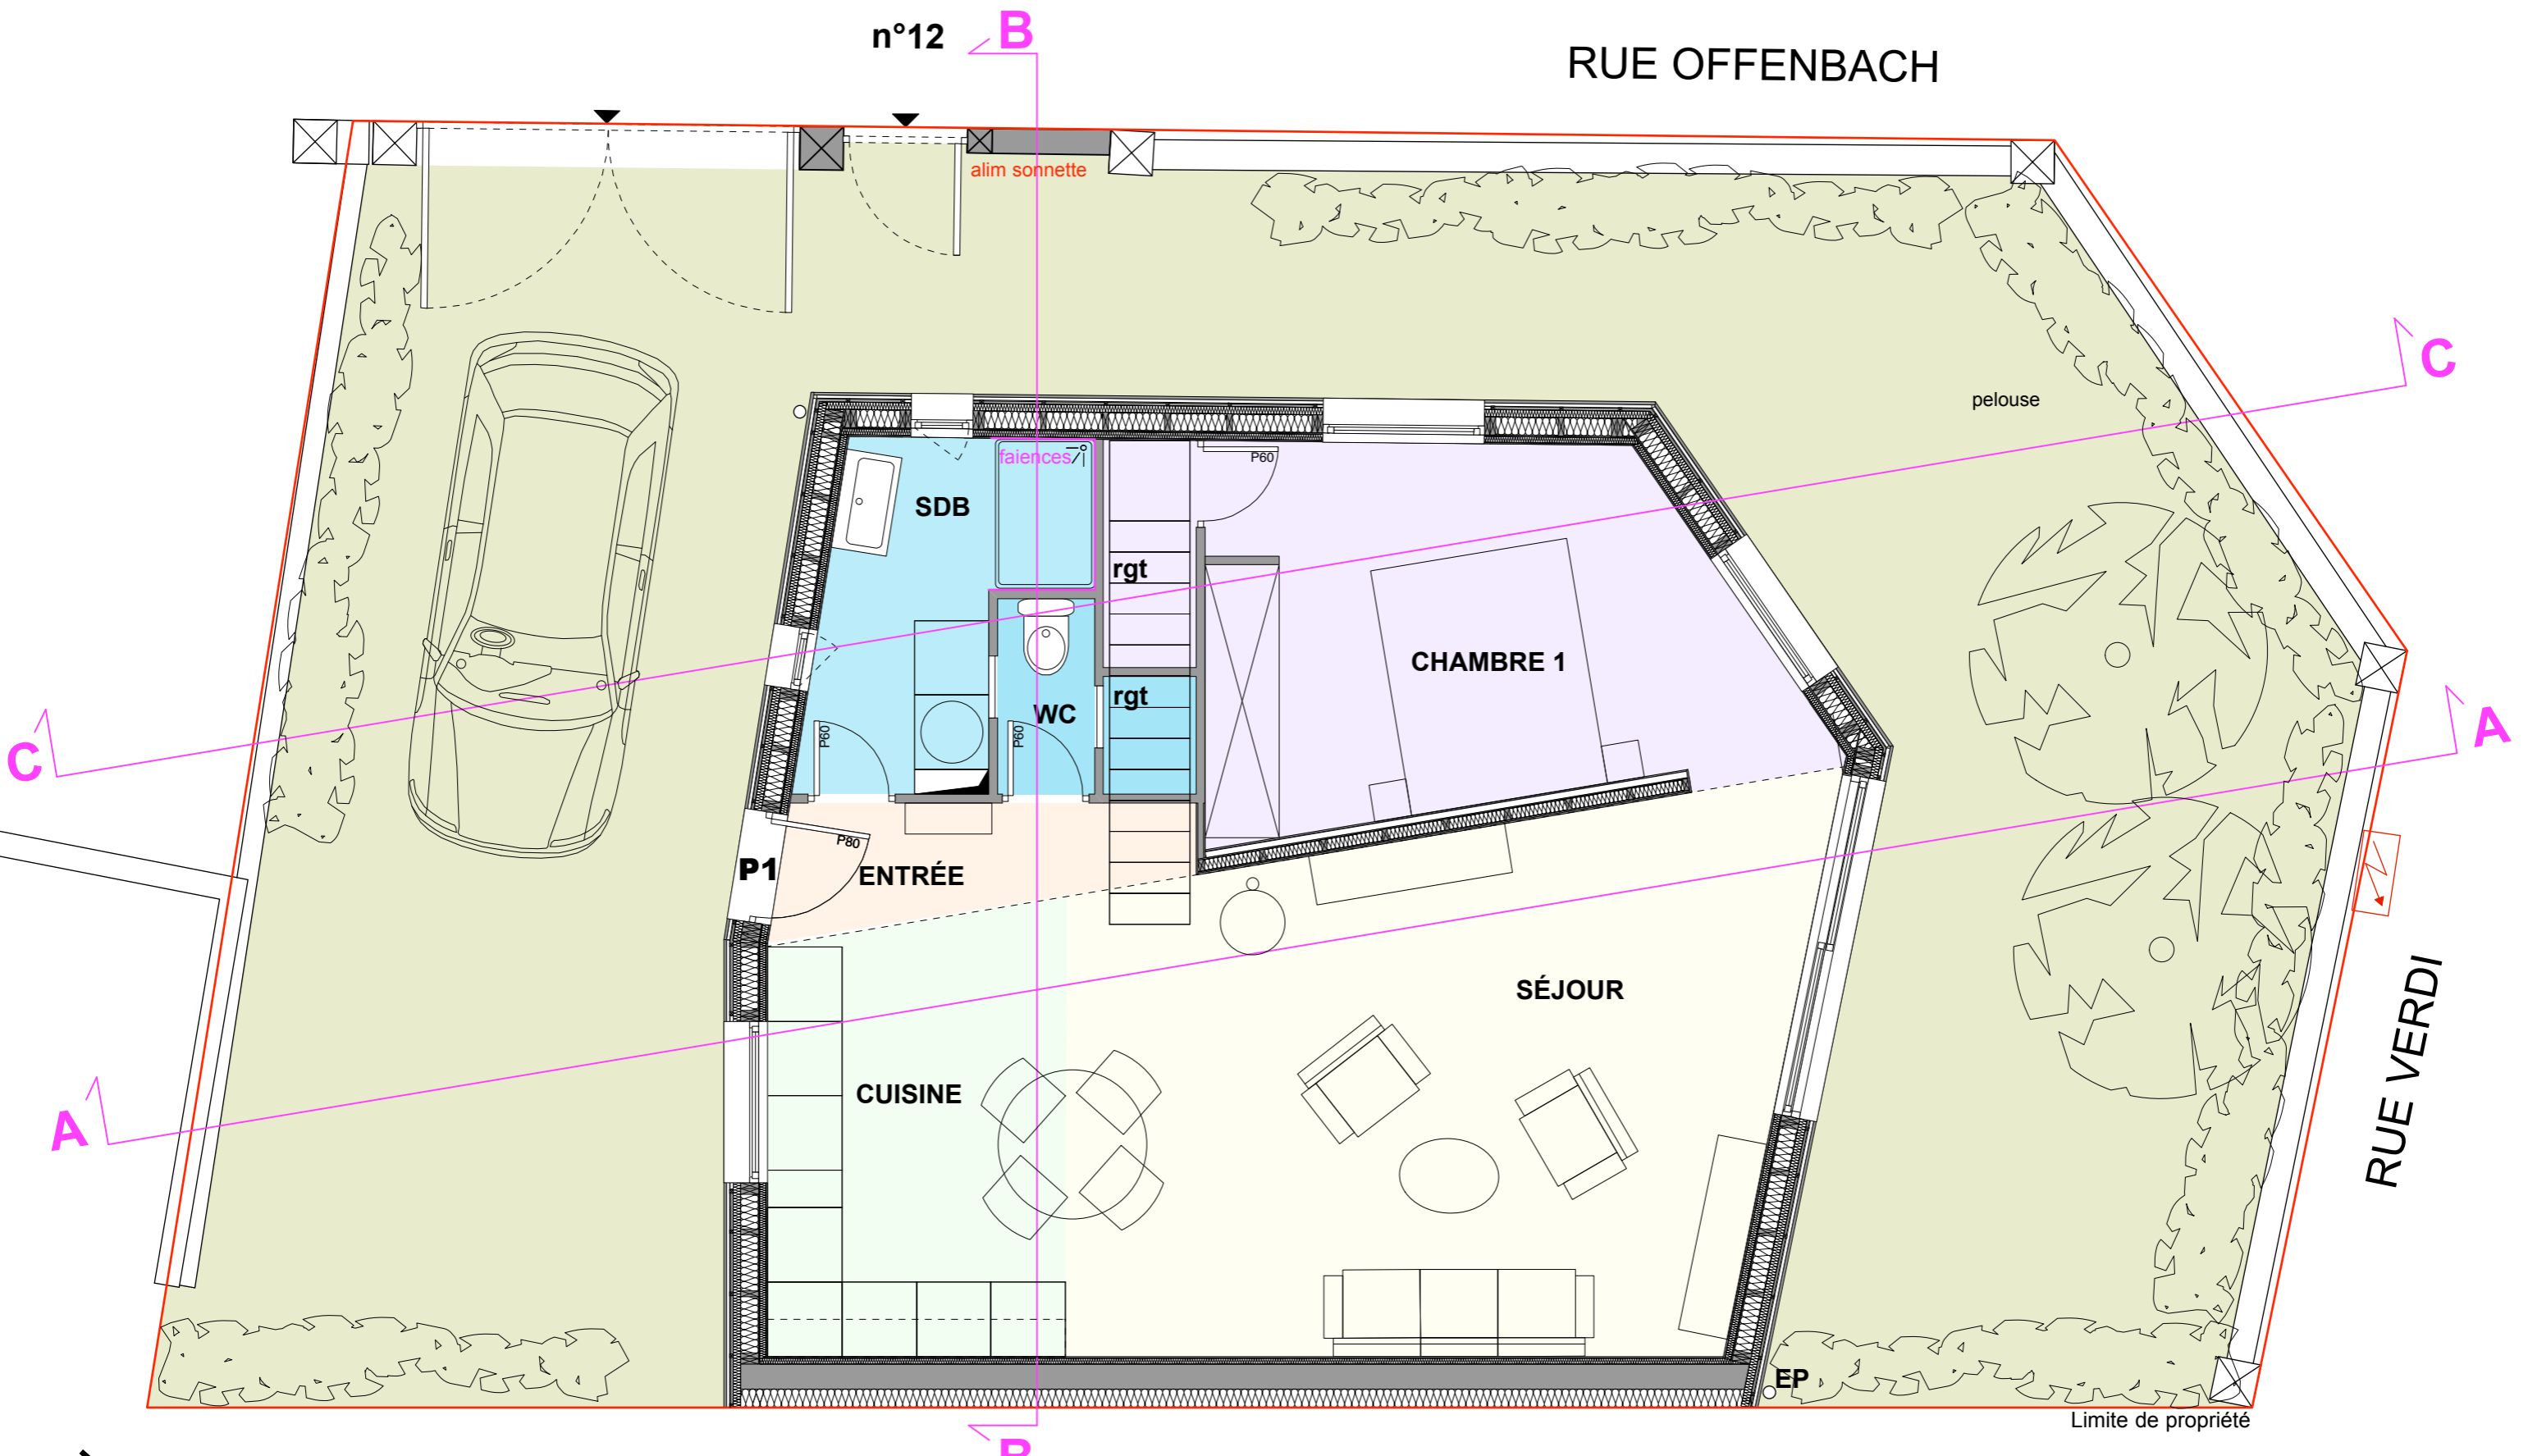 n°12
B
RUE OFFENBACH
alim sonnette
C
pelouse
faiences
P60
SDB
rgt
CHAMBRE 1
rgt
WC
P60
P60
A
C
P80
P1
ENTRÉE
SÉJOUR
RUE VERDI
CUISINE
A
EP
Limite de propriété
B